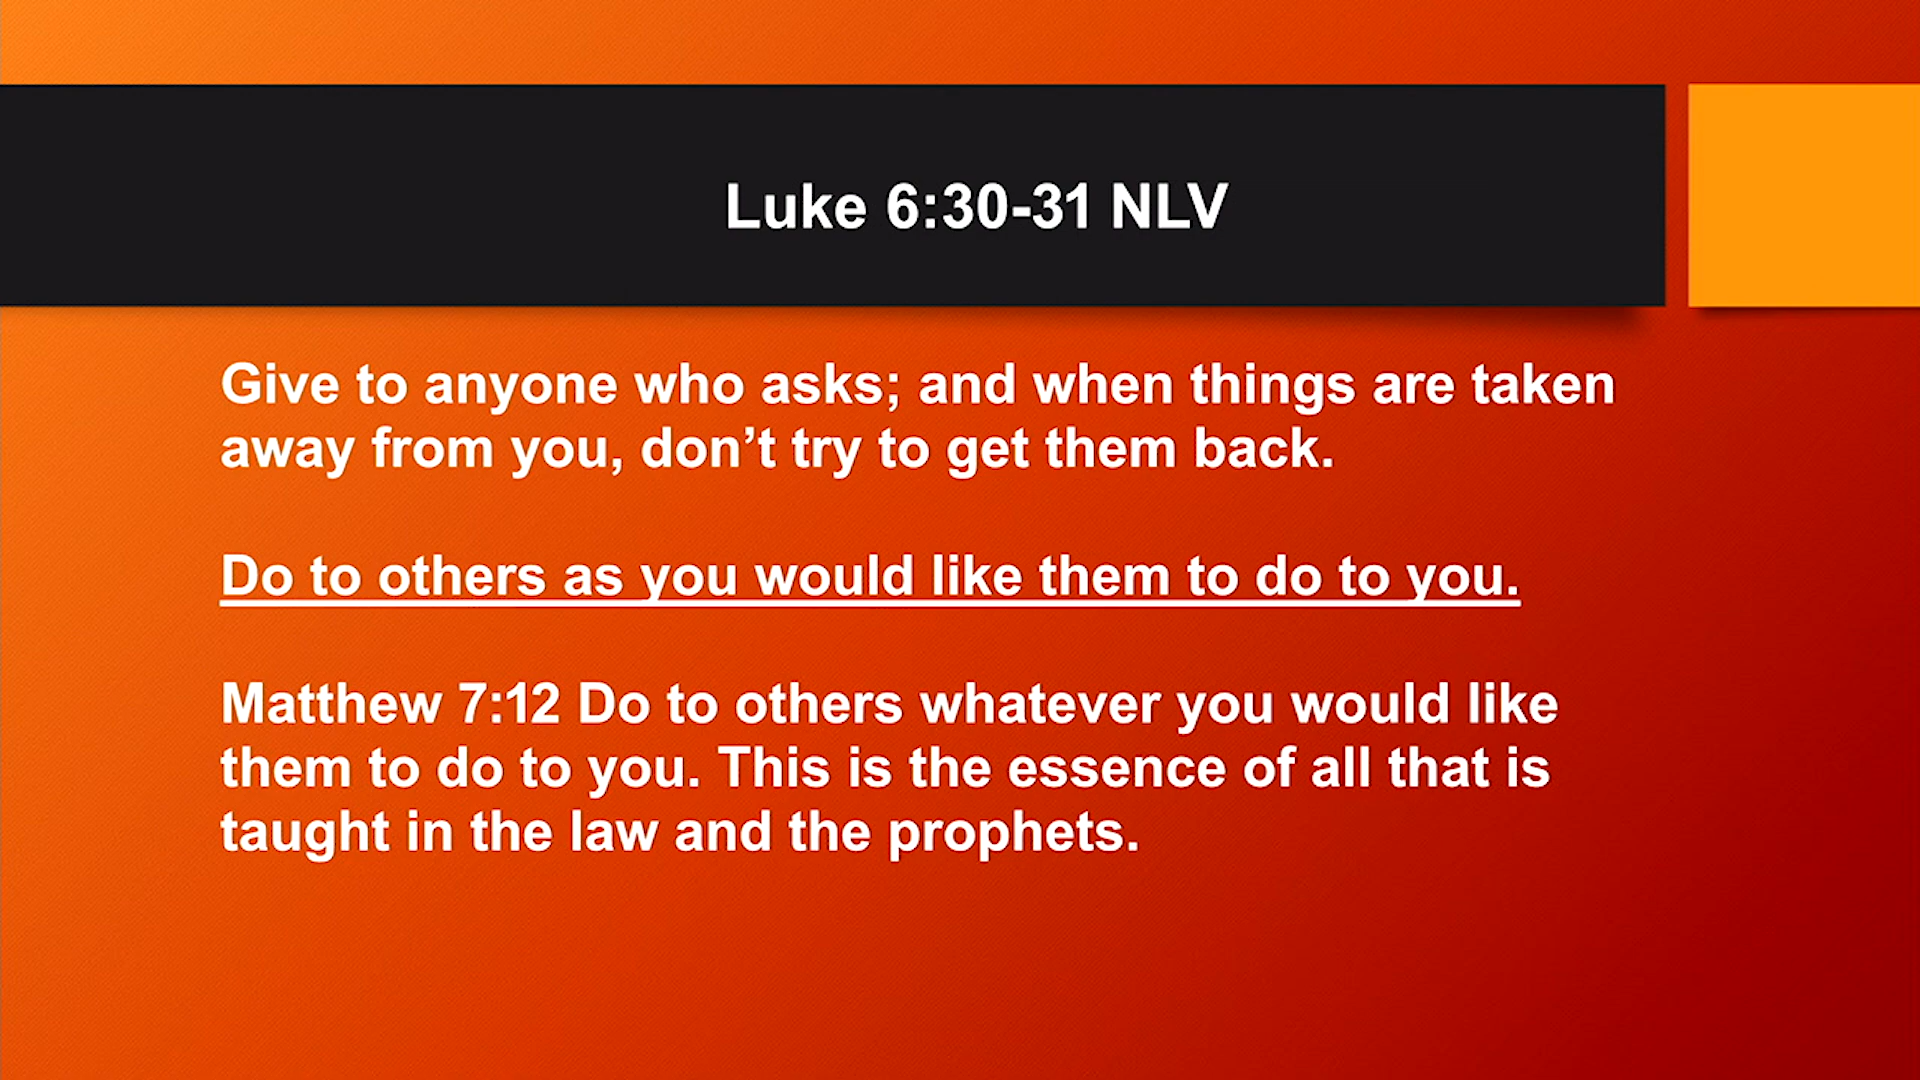 Luke 6:30-31 NLV
Give to anyone who asks; and when things are taken
away from you, don’t try to get them back.
Do to others as you would like them to do to you.
Matthew 7:12 Do to others whatever you would like
them to do to you. This is the essence of all that is
taught in the law and the prophets.